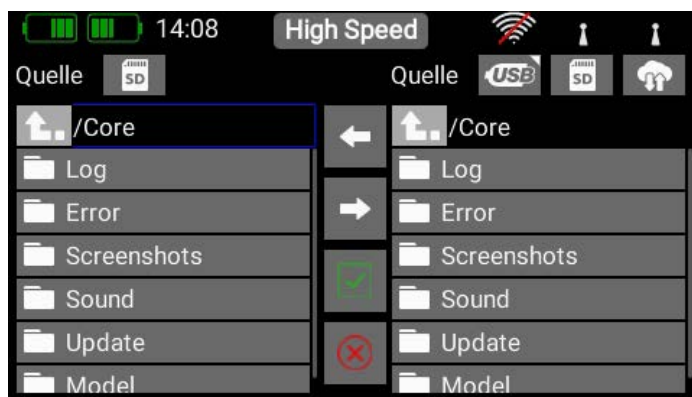 14:08 High Speed
Quelle SD Quelle USB SD
/Core /Core
Log Log
Error Error
Screenshots Screenshots
Sound Sound
Update Update
Model Model